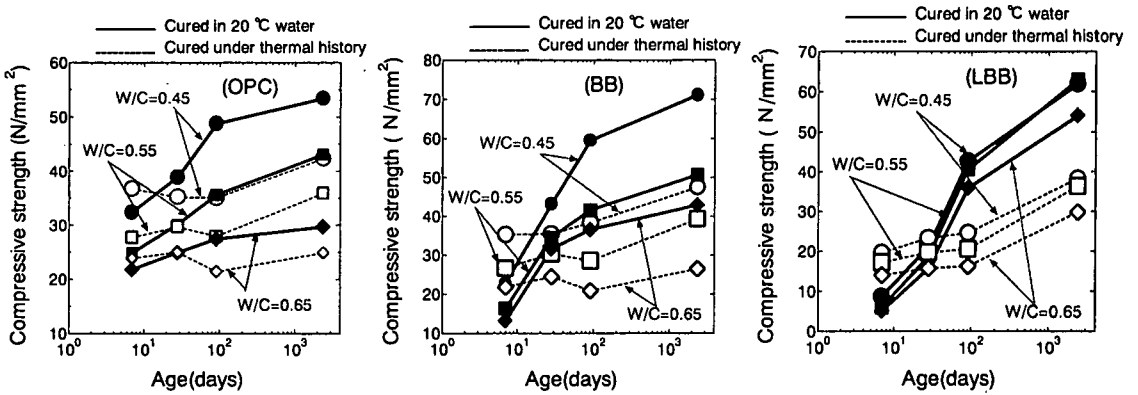 Cured in 20 ℃ water
Cured under thermal history
Compressive strength (N/mm²)
60
50
40
30
20
10
(OPC)
W/C=0.45
W/C=0.55
W/C=0.65
10⁰
10¹
10²
10³
Age(days)
Cured in 20 ℃ water
Cured under thermal history
Compressive strength ( N/mm²)
80
70
60
50
40
30
20
10
(BB)
W/C=0.45
W/C=0.55
W/C=0.65
10⁰
10¹
10²
10³
Age(days)
Cured in 20 ℃ water
Cured under thermal history
Compressive strength ( N/mm²)
70
60
50
40
30
20
10
0
(LBB)
W/C=0.45
W/C=0.55
W/C=0.65
10⁰
10¹
10²
10³
Age(days)